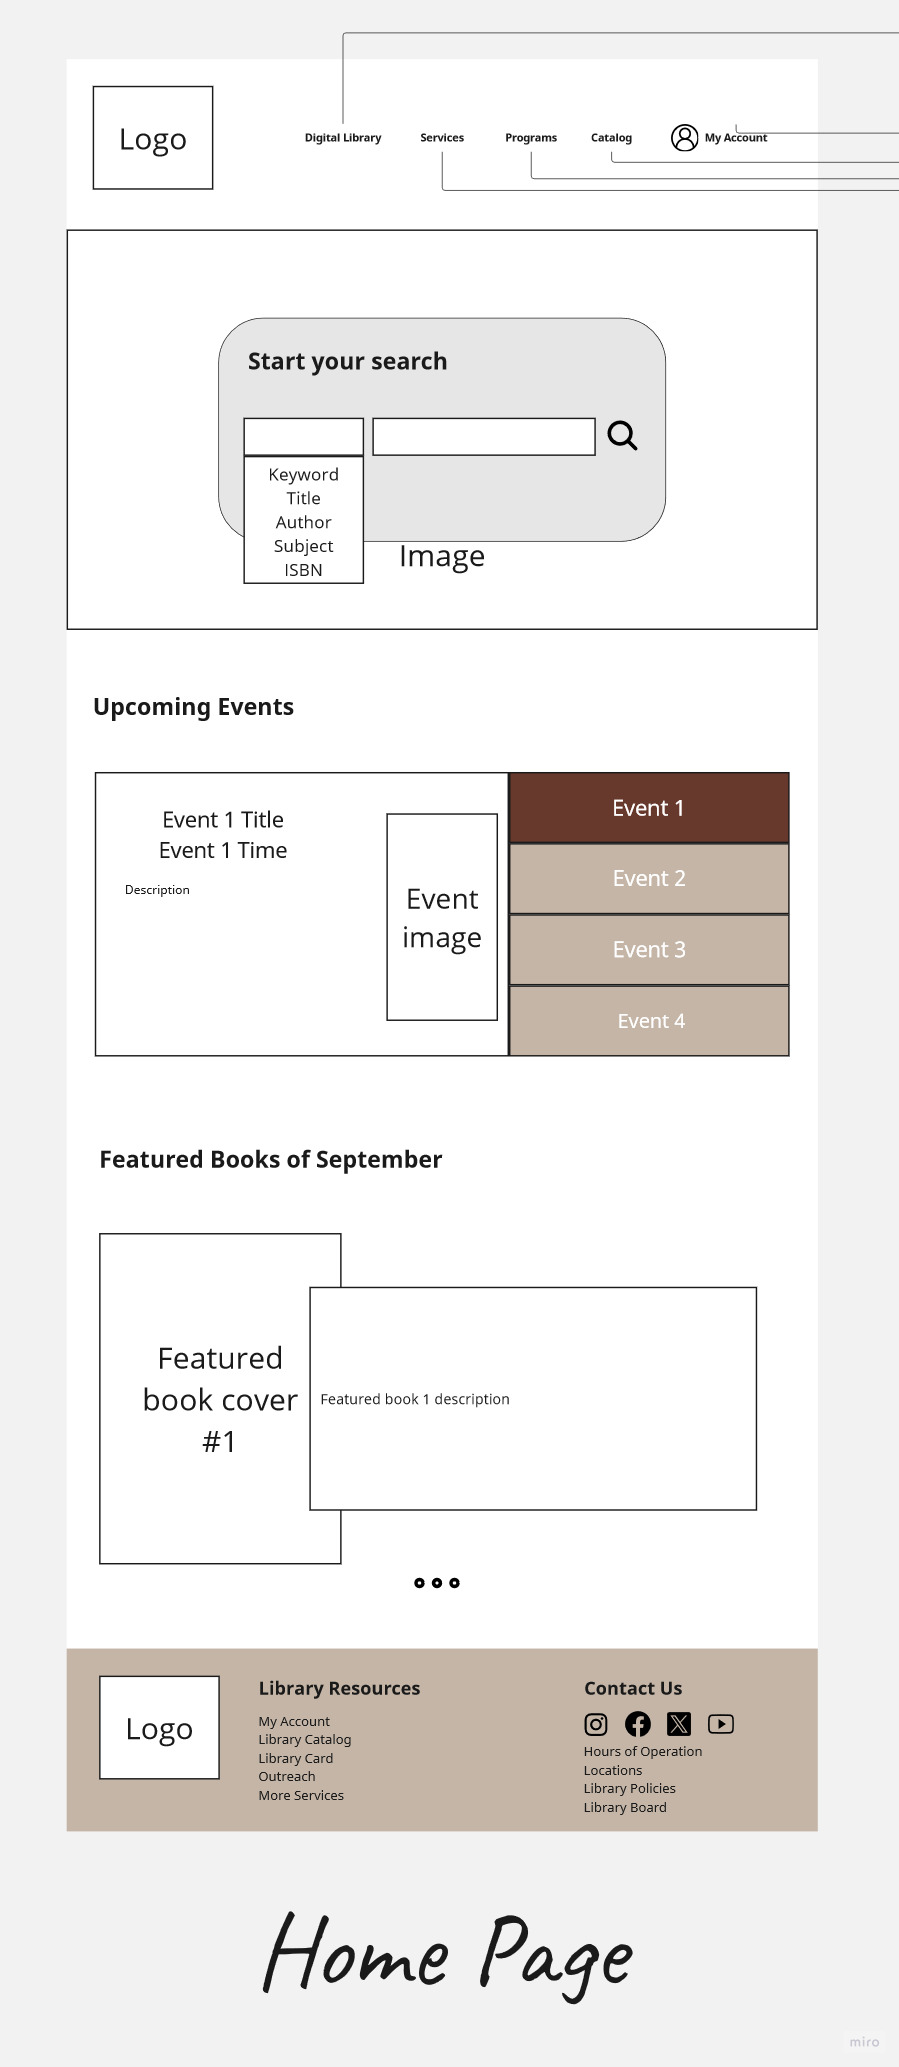 Logo
Digital Library
Services
Programs
Catalog
My Account
Start your search
Keyword
Title
Author
Subject
ISBN
Image
Upcoming Events
Event 1 Title
Event 1 Time
Description
Event
image
Event 1
Event 2
Event 3
Event 4
Featured Books of September
Featured
book cover
#1
Featured book 1 description
Logo
Library Resources
My Account
Library Catalog
Library Card
Outreach
More Services
Contact Us
Hours of Operation
Locations
Library Policies
Library Board
Home Page
miro